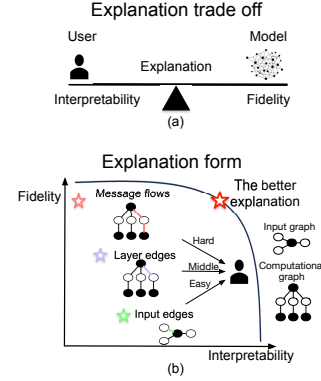 Explanation trade off
User
Model
Explanation
Interpretability
Fidelity
(a)
Explanation form
Fidelity
Message flows
The better
explanation
Hard
Input graph
Layer edges
Middle
Computational
graph
Easy
Input edges
Interpretability
(b)